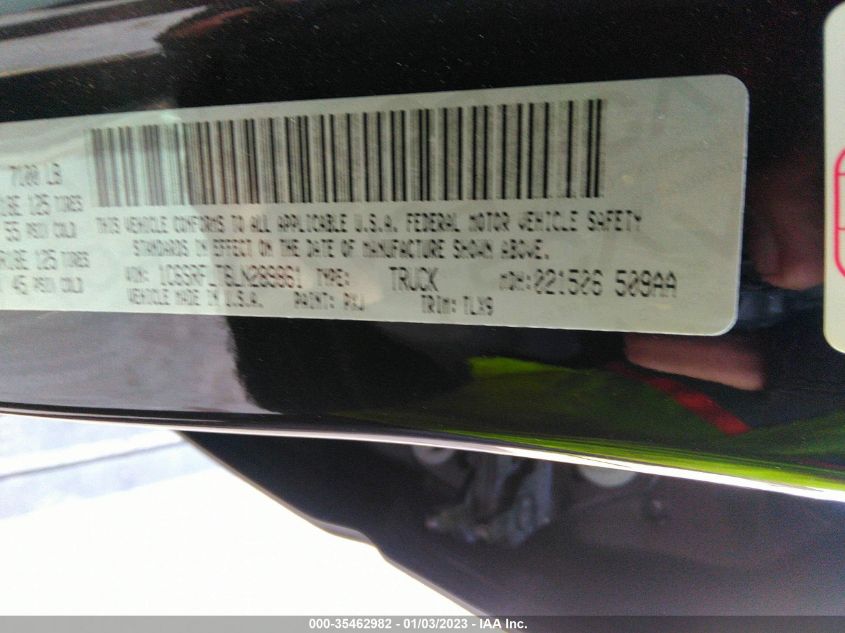 7100 LB
125 TIRES
55 PSI COLD
125 TIRES
45 PSI COLD
THIS VEHICLE CONFORMS TO ALL APPLICABLE U.S.A. FEDERAL MOTOR VEHICLE SAFETY
STANDARDS IN EFFECT ON THE DATE OF MANUFACTURE SHOWN ABOVE.
VIN: TYPE: TRUCK MDH: 021506 509AA
VEHICLE MADE IN U.S.A. PAINT: PXJ TRIM: TLX9
000-35462982 - 01/03/2023 - IAA Inc.